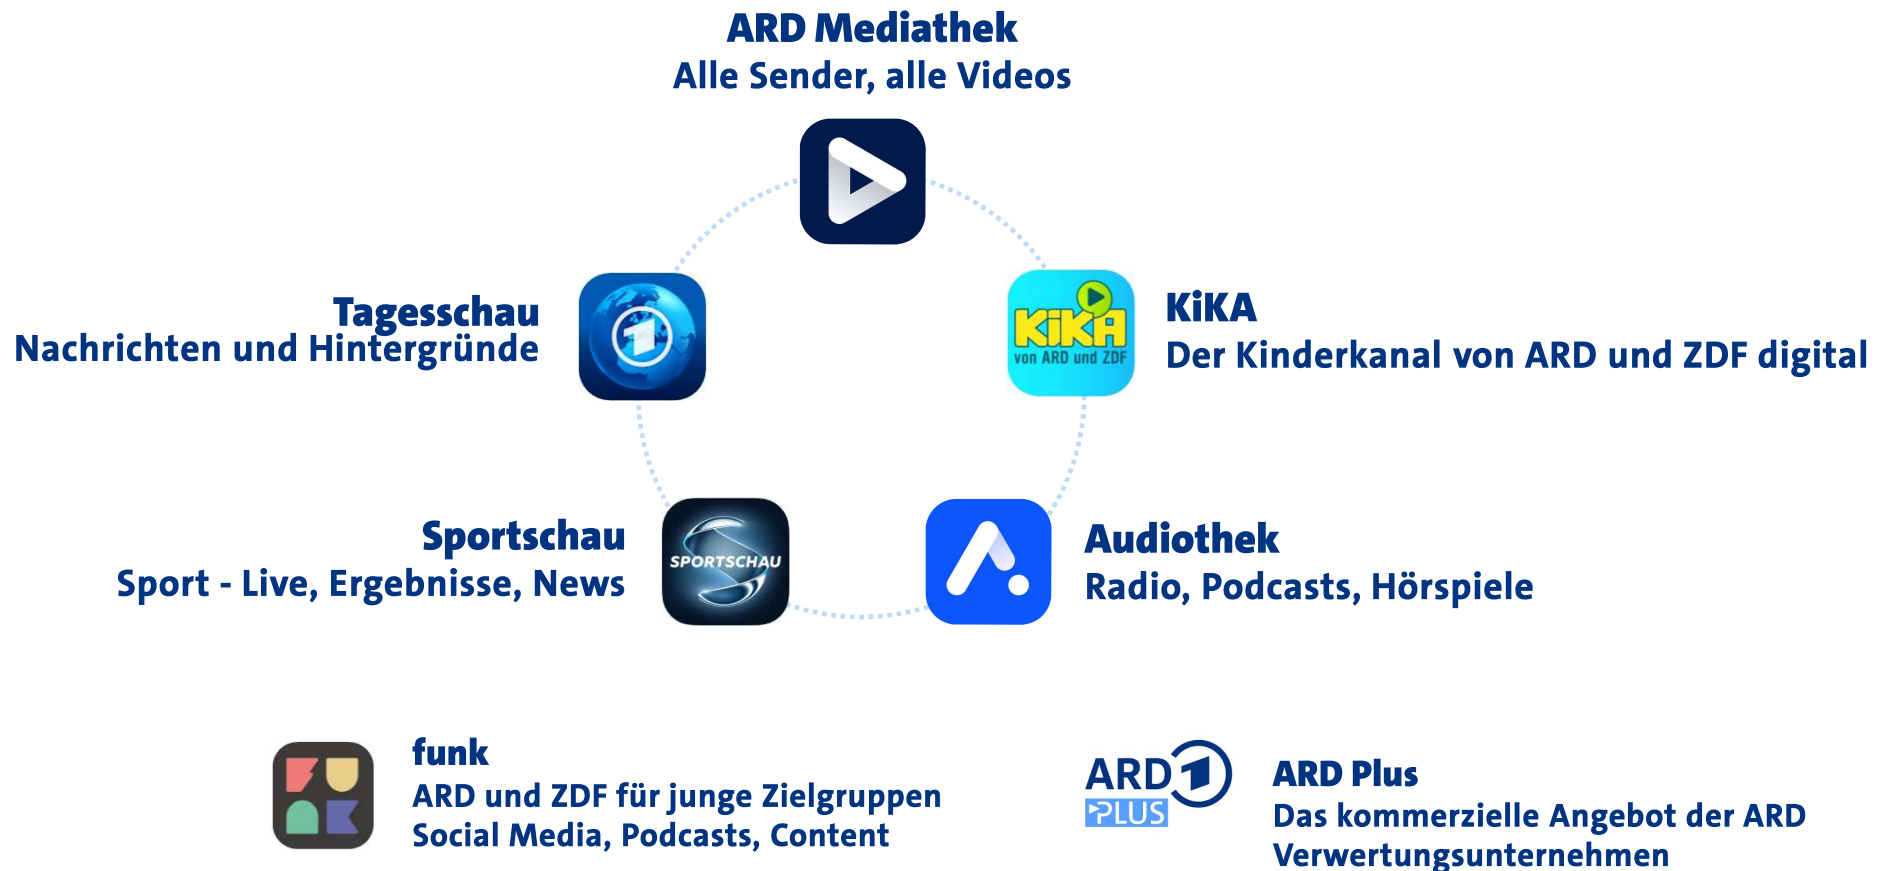 ARD Mediathek
Alle Sender, alle Videos
Tagesschau
Nachrichten und Hintergründe
KiKA
von ARD und ZDF
KiKA
Der Kinderkanal von ARD und ZDF digital
Sportschau
Sport - Live, Ergebnisse, News
SPORTSCHAU
Audiothek
Radio, Podcasts, Hörspiele
funk
ARD und ZDF für junge Zielgruppen
Social Media, Podcasts, Content
ARD 1
PLUS
ARD Plus
Das kommerzielle Angebot der ARD
Verwertungsunternehmen